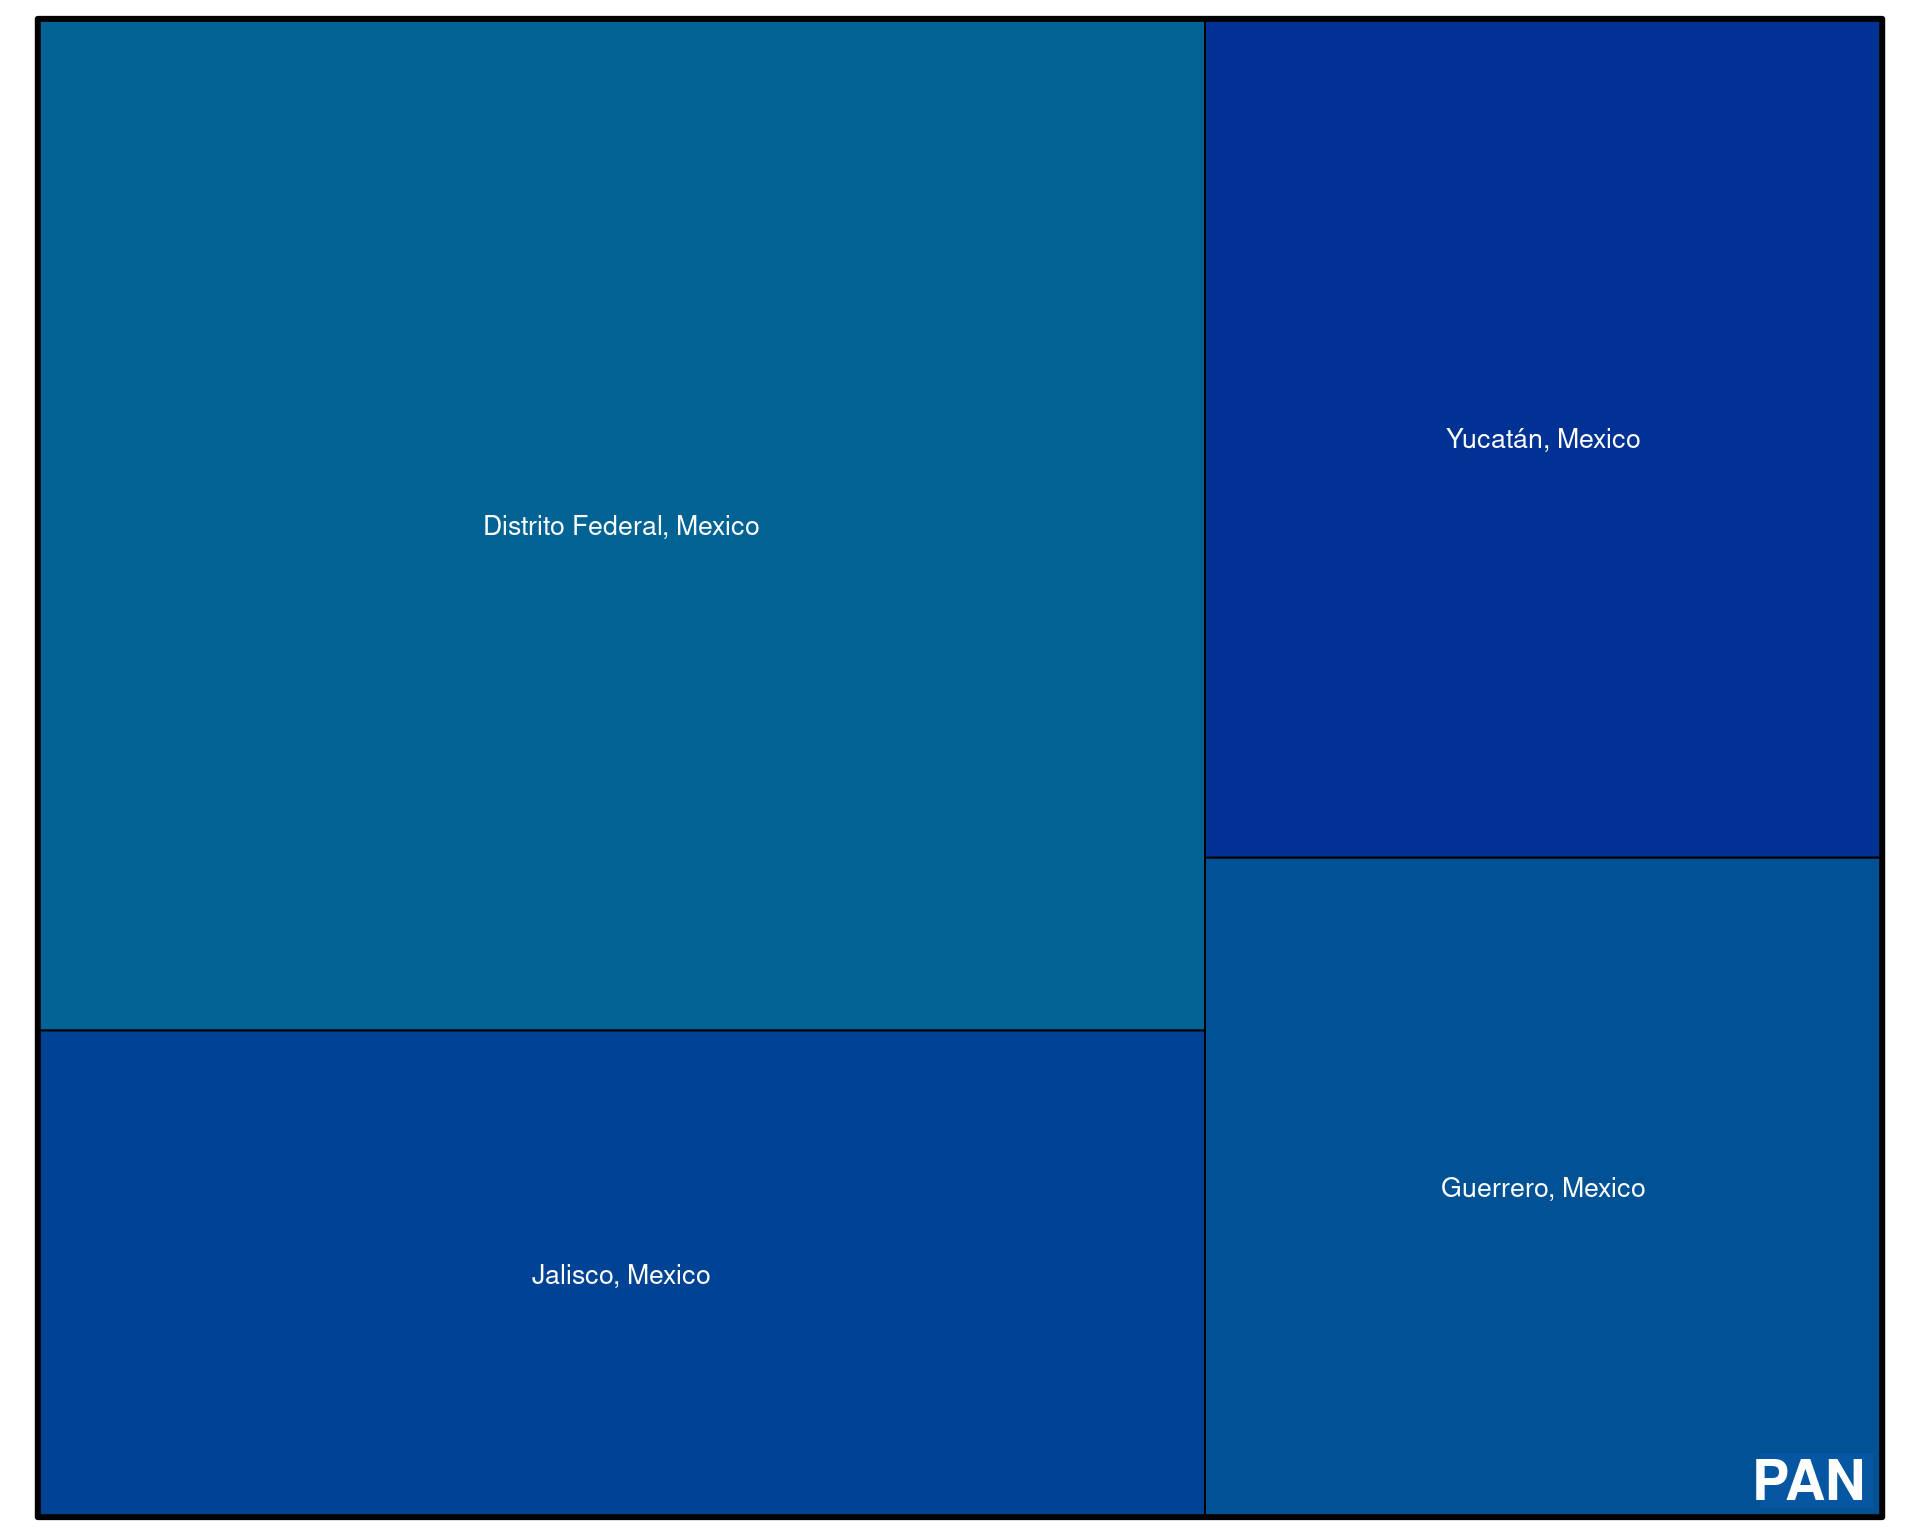 Distrito Federal, Mexico
Yucatán, Mexico
Jalisco, Mexico
Guerrero, Mexico
PAN